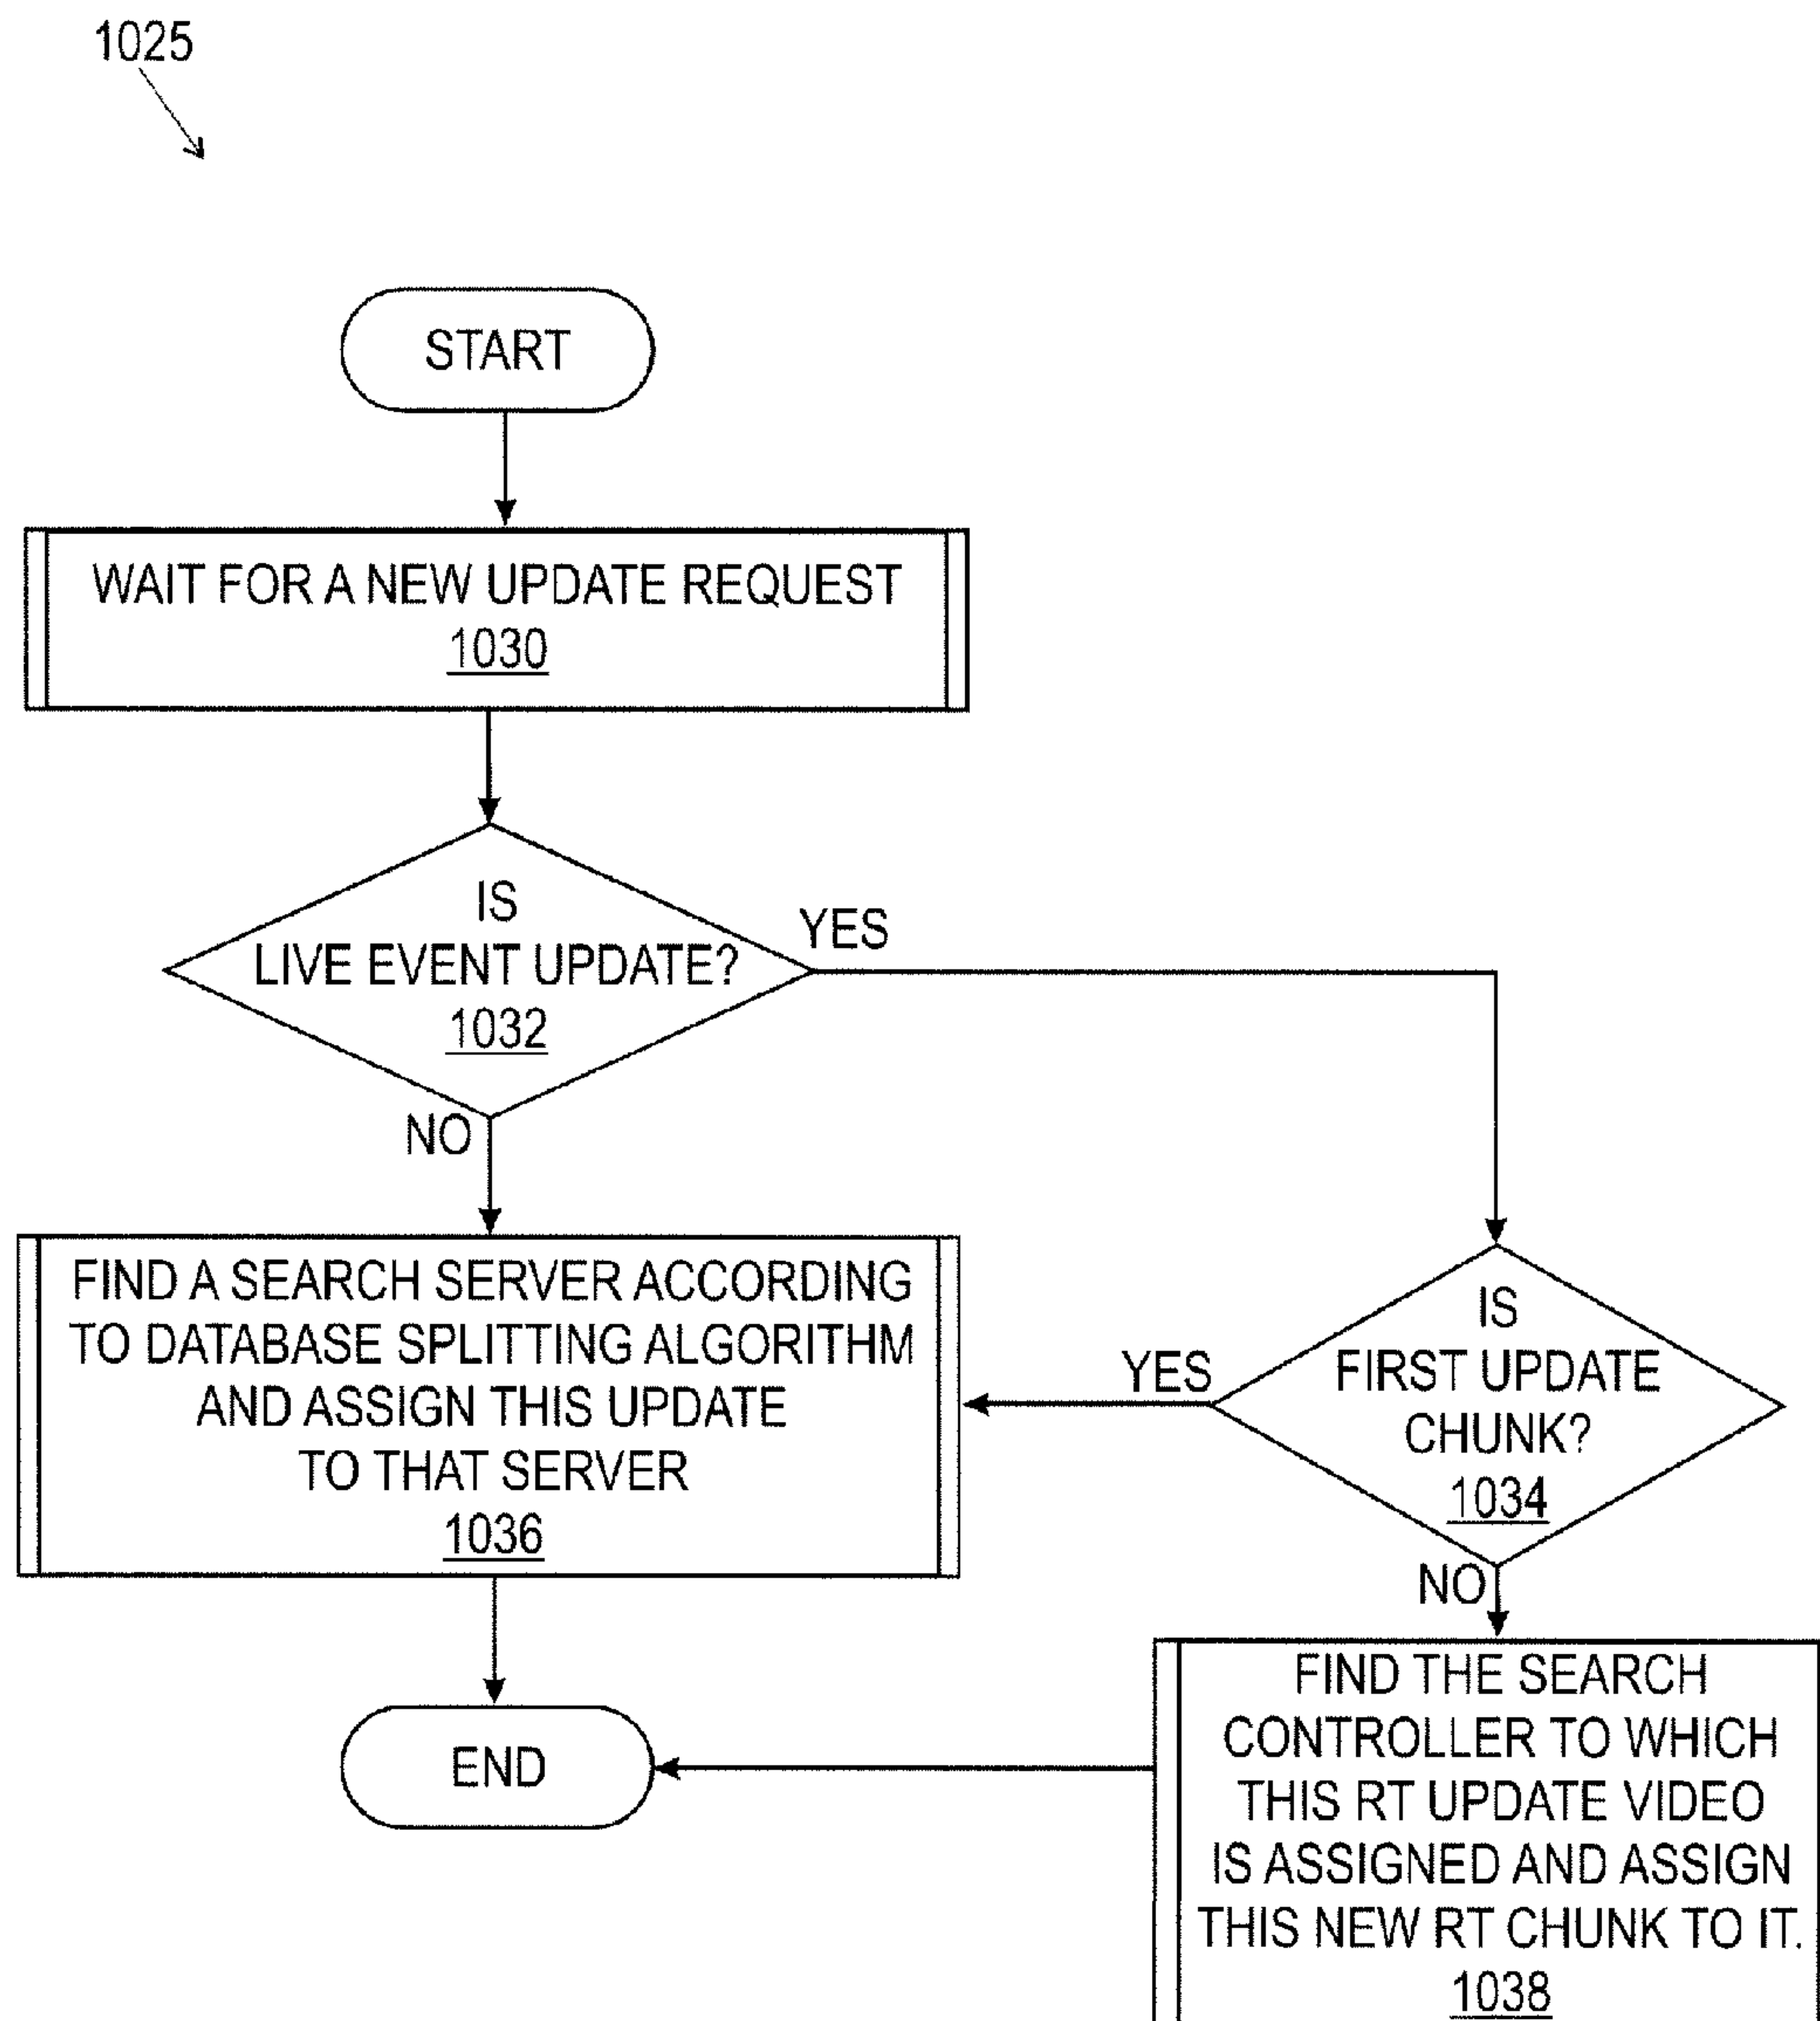 1025
START
WAIT FOR A NEW UPDATE REQUEST
1030
IS
LIVE EVENT UPDATE?
1032
YES
NO
FIND A SEARCH SERVER ACCORDING
TO DATABASE SPLITTING ALGORITHM
AND ASSIGN THIS UPDATE
TO THAT SERVER
1036
IS
FIRST UPDATE
CHUNK?
1034
YES
NO
FIND THE SEARCH
CONTROLLER TO WHICH
THIS RT UPDATE VIDEO
IS ASSIGNED AND ASSIGN
THIS NEW RT CHUNK TO IT.
1038
END